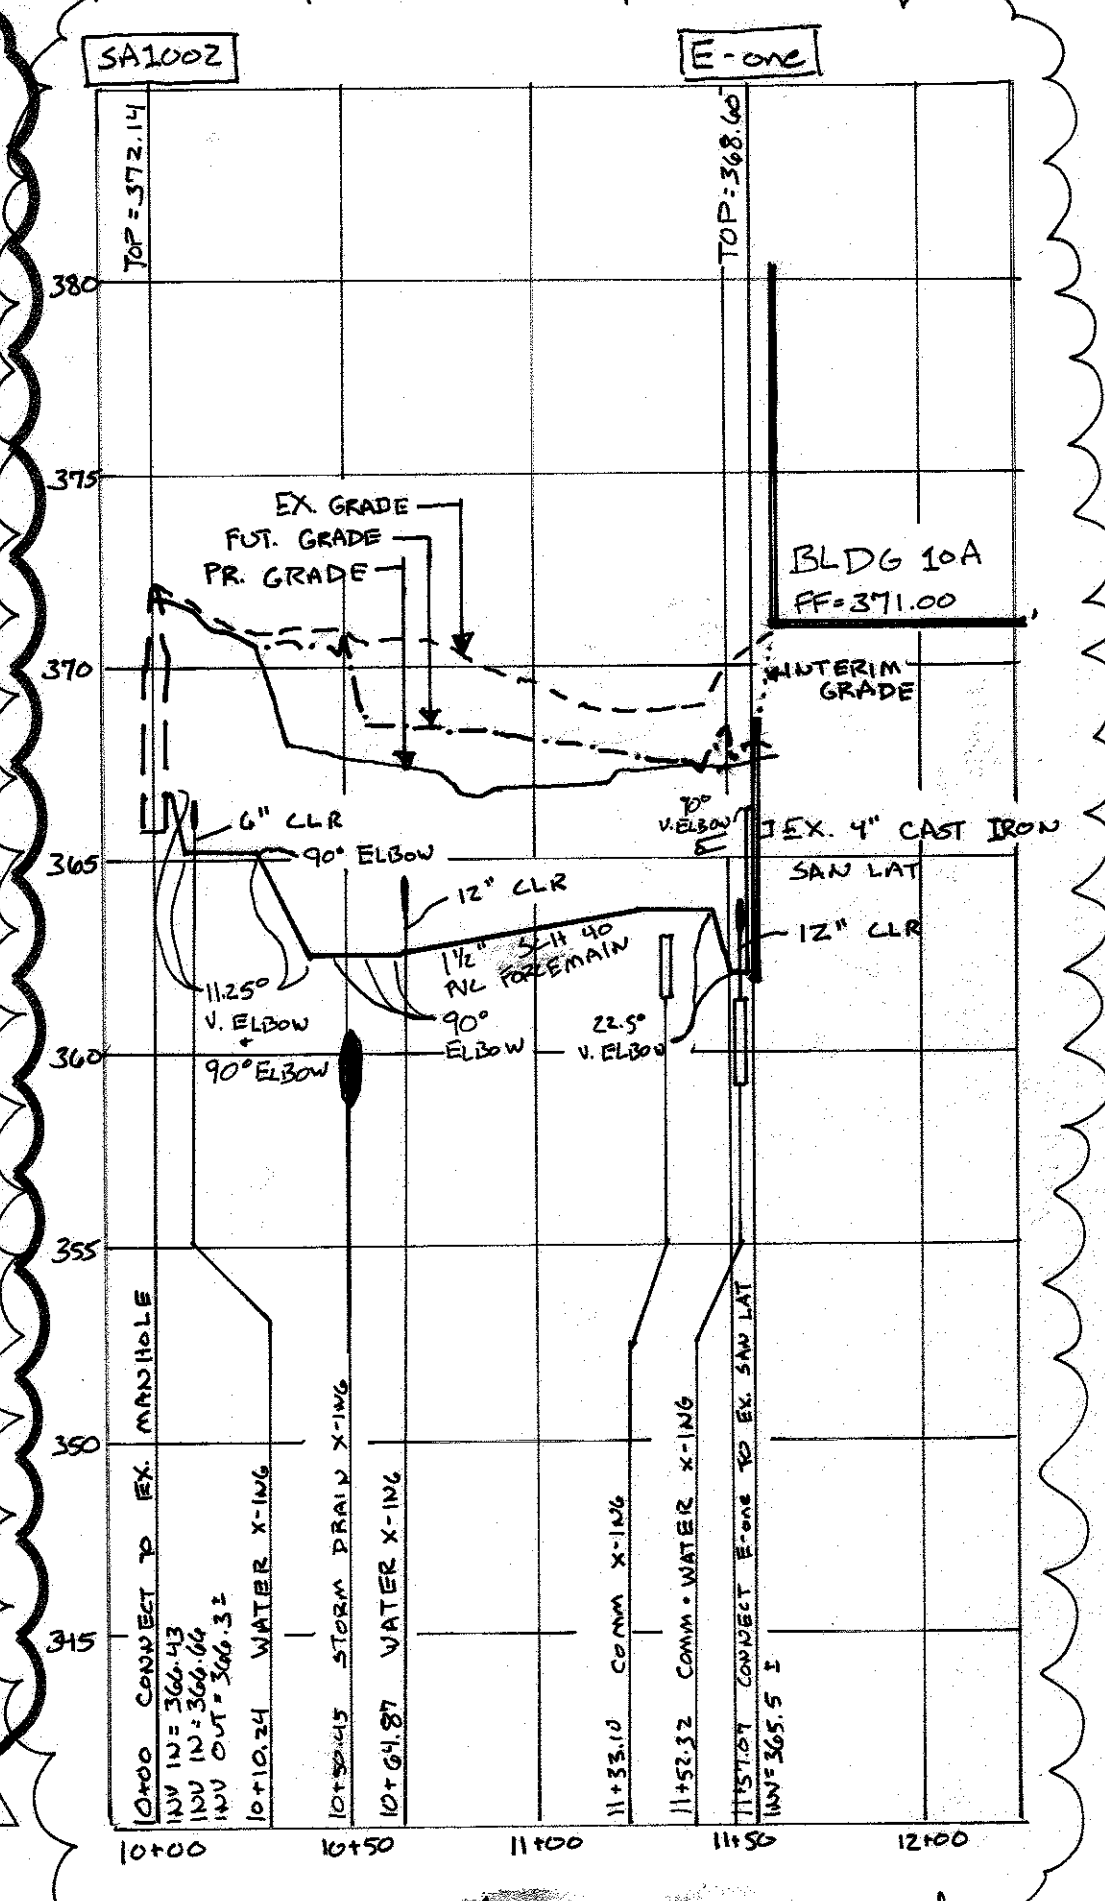 SA1002
E-one
TOP=372.14
TOP=368.60
380
375
370
365
360
355
350
345
EX. GRADE
FUT. GRADE
PR. GRADE
BLDG 10A
FF=371.00
INTERIM
GRADE
6" CLR
90° ELBOW
12" CLR
1½" SCH 40
PVC FORCEMAIN
11.25°
V. ELBOW
+
90° ELBOW
90°
ELBOW
22.5°
V. ELBOW
90°
V. ELBOW
EX. 4" CAST IRON
SAN LAT
12" CLR
10+00 CONNECT TO EX. MANHOLE
INV IN=366.43
INV IN=366.66
INV OUT=366.3±
10+10.24 WATER X-ING
10+50.45 STORM DRAIN X-ING
10+64.87 WATER X-ING
11+33.10 COMM X-ING
11+52.32 COMM + WATER X-ING
11+57.07 CONNECT E-one TO EX. SAN LAT
INV=365.5 ±
10+00
10+50
11+00
11+50
12+00